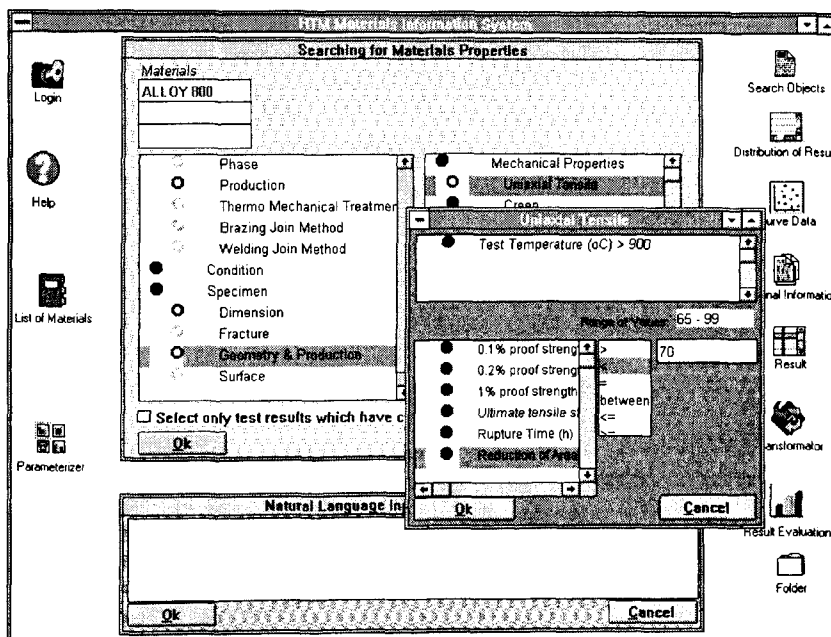 HTM Materials Information System
Searching for Materials Properties
Login
Help
List of Materials
Parameterizer
Materials
ALLOY 800
Phase
Production
Thermo Mechanical Treatmer
Brazing Join Method
Welding Join Method
Condition
Specimen
Dimension
Fracture
Geometry & Production
Surface
Mechanical Properties
Uniaxial Tensile
Creep
Select only test results which have c
Ok
Uniaxial Tensile
Test Temperature (oC) > 900
Range of Values: 65 - 99
0.1% proof streng
0.2% proof streng
1% proof strength
Ultimate tensile st
Rupture Time (h)
Reduction of Area
>
<
=
between
<=
>=
70
Ok
Cancel
Natural Language In
Ok
Cancel
Search Objects
Distribution of Resu
urve Data
nal Informatio
Result
ansformator
Result Evaluation
Folder